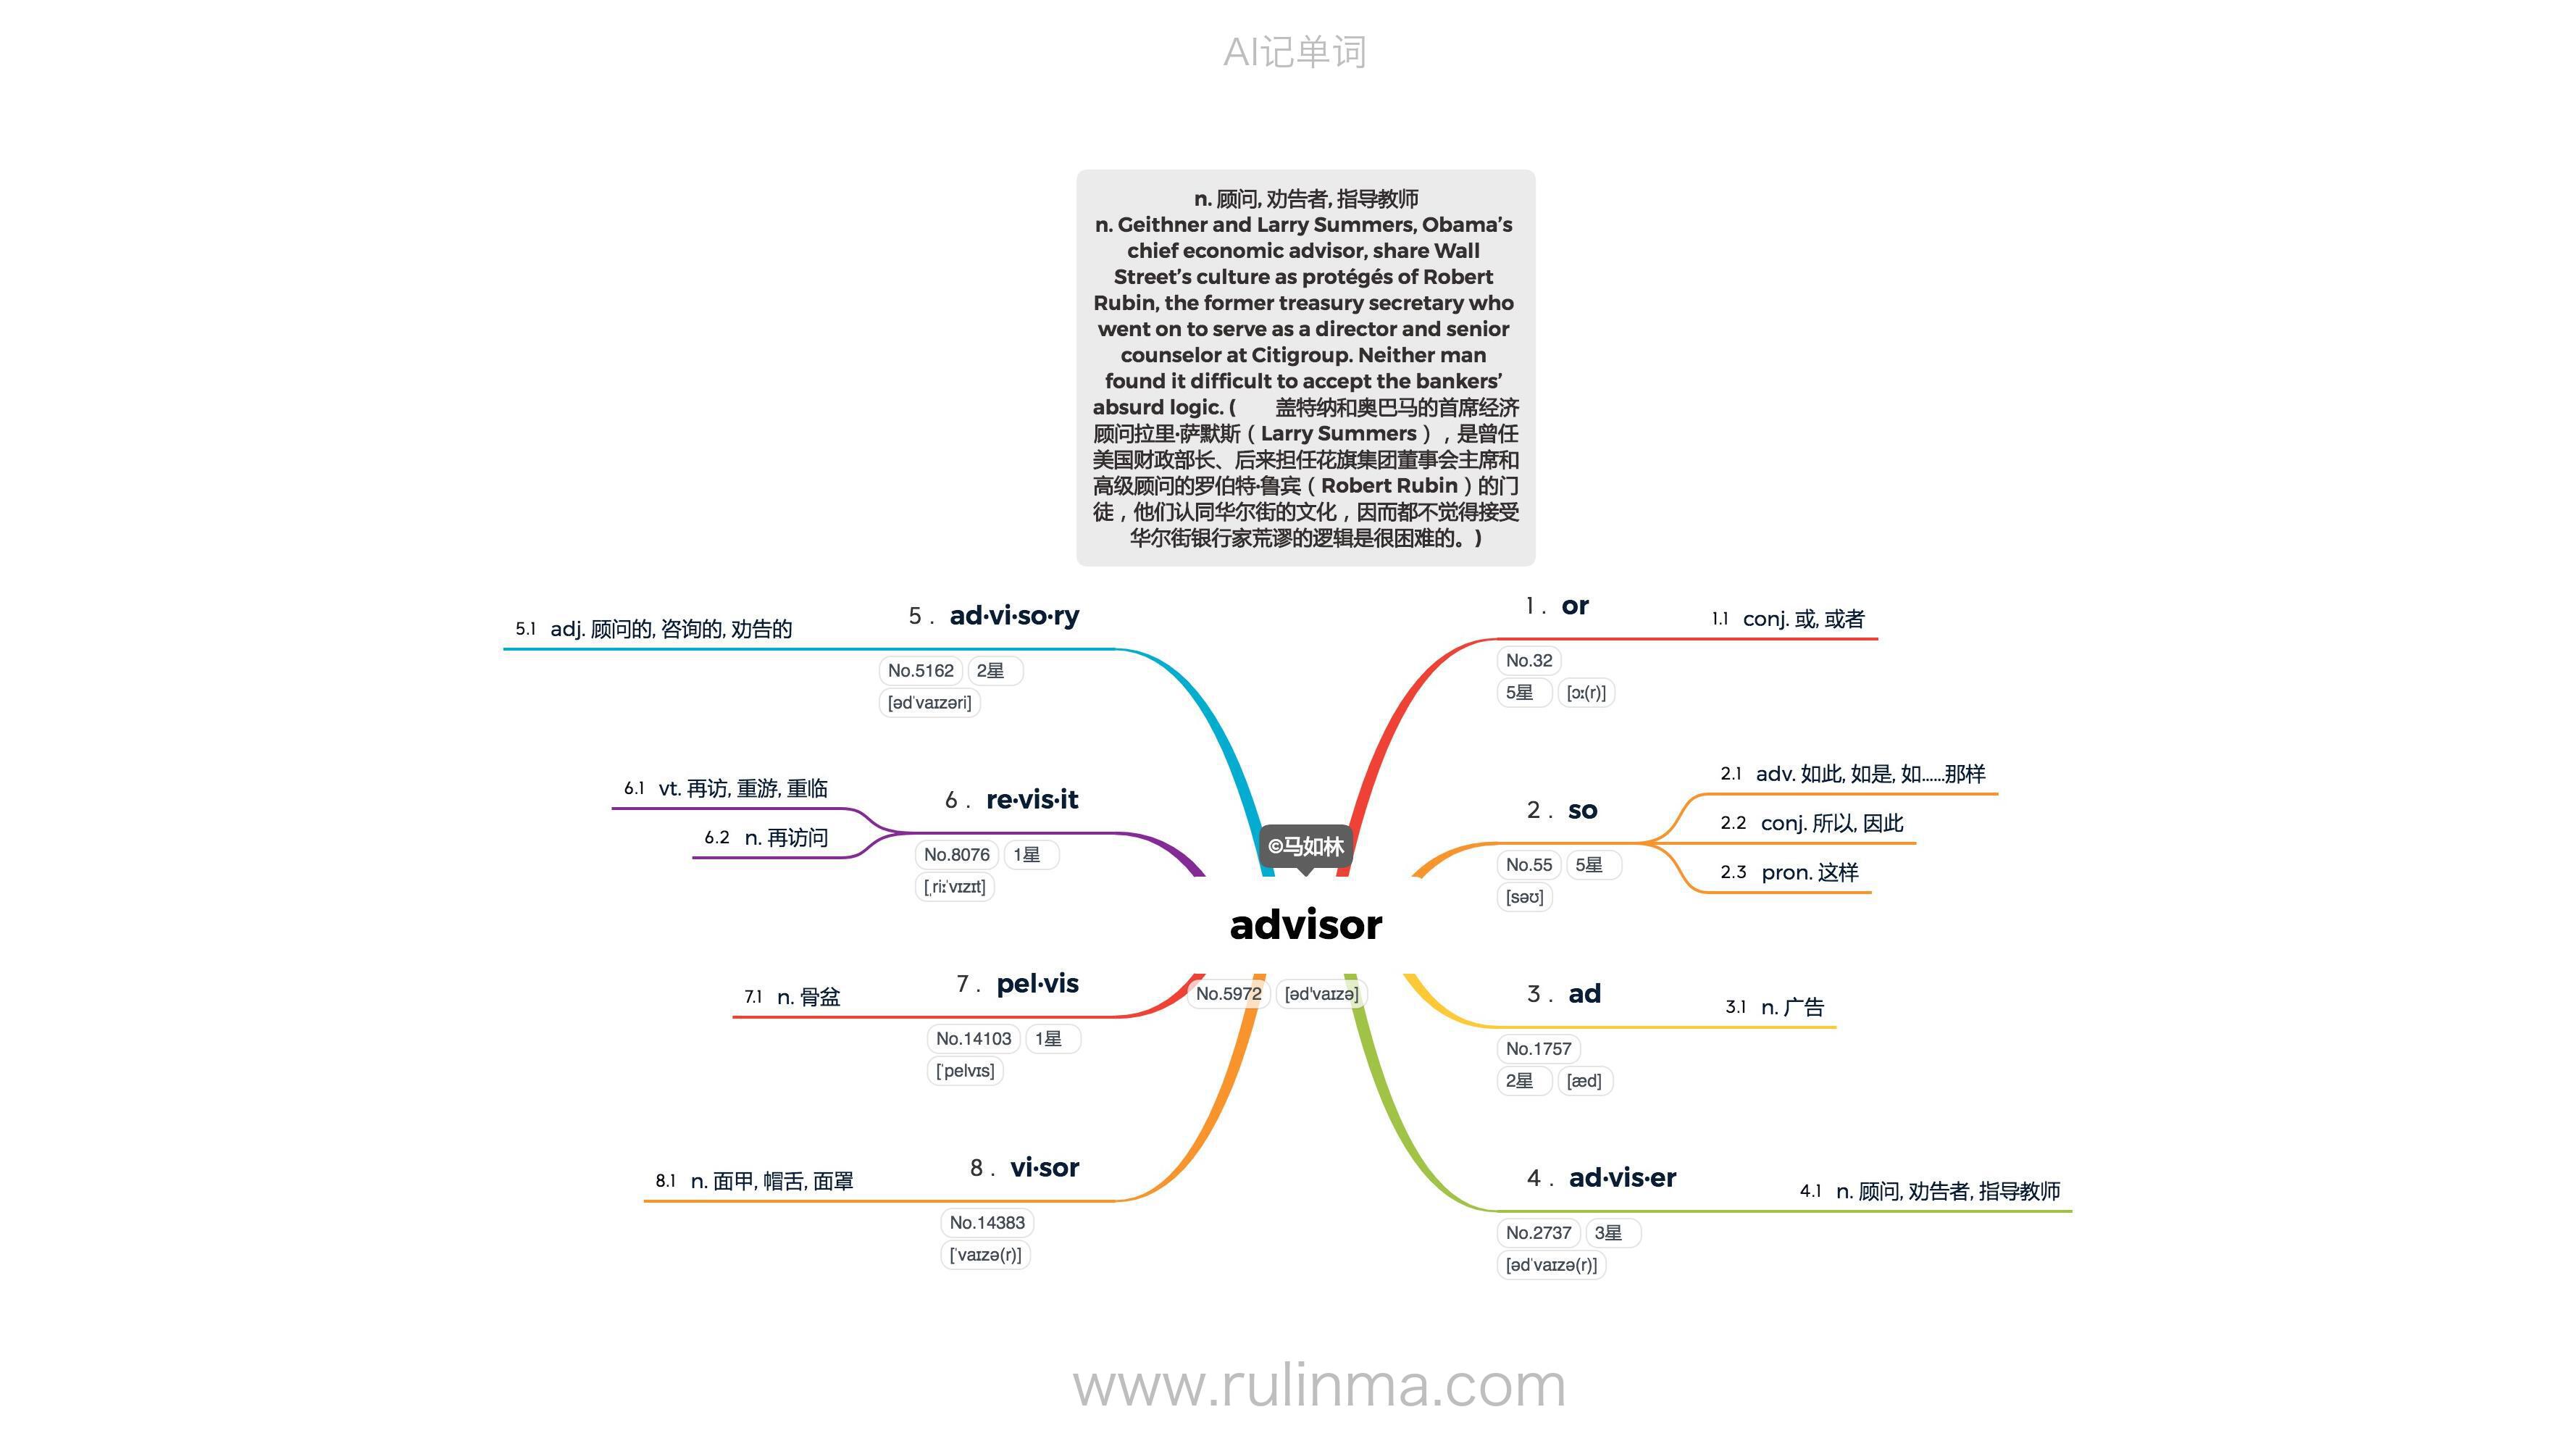 AI记单词
n. 顾问, 劝告者, 指导教师
n. Geithner and Larry Summers, Obama’s
chief economic advisor, share Wall
Street’s culture as protégés of Robert
Rubin, the former treasury secretary who
went on to serve as a director and senior
counselor at Citigroup. Neither man
found it difficult to accept the bankers’
absurd logic. ( 盖特纳和奥巴马的首席经济
顾问拉里·萨默斯（Larry Summers），是曾任
美国财政部长、后来担任花旗集团董事会主席和
高级顾问的罗伯特·鲁宾（Robert Rubin）的门
徒，他们认同华尔街的文化，因而都不觉得接受
华尔街银行家荒谬的逻辑是很困难的。)
©马如林
advisor
No.5972 [əd'vaɪzə]
1. or
1.1 conj. 或, 或者
No.32
5星 [ɔː(r)]
2. so
2.1 adv. 如此, 如是, 如……那样
2.2 conj. 所以, 因此
2.3 pron. 这样
No.55 5星
[səʊ]
3. ad
3.1 n. 广告
No.1757
2星 [æd]
4. ad·vis·er
4.1 n. 顾问, 劝告者, 指导教师
No.2737 3星
[ədˈvaɪzə(r)]
5. ad·vi·so·ry
5.1 adj. 顾问的, 咨询的, 劝告的
No.5162 2星
[ədˈvaɪzəri]
6. re·vis·it
6.1 vt. 再访, 重游, 重临
6.2 n. 再访问
No.8076 1星
[ˌriːˈvɪzɪt]
7. pel·vis
7.1 n. 骨盆
No.14103 1星
[ˈpelvɪs]
8. vi·sor
8.1 n. 面甲, 帽舌, 面罩
No.14383
[ˈvaɪzə(r)]
www.rulinma.com